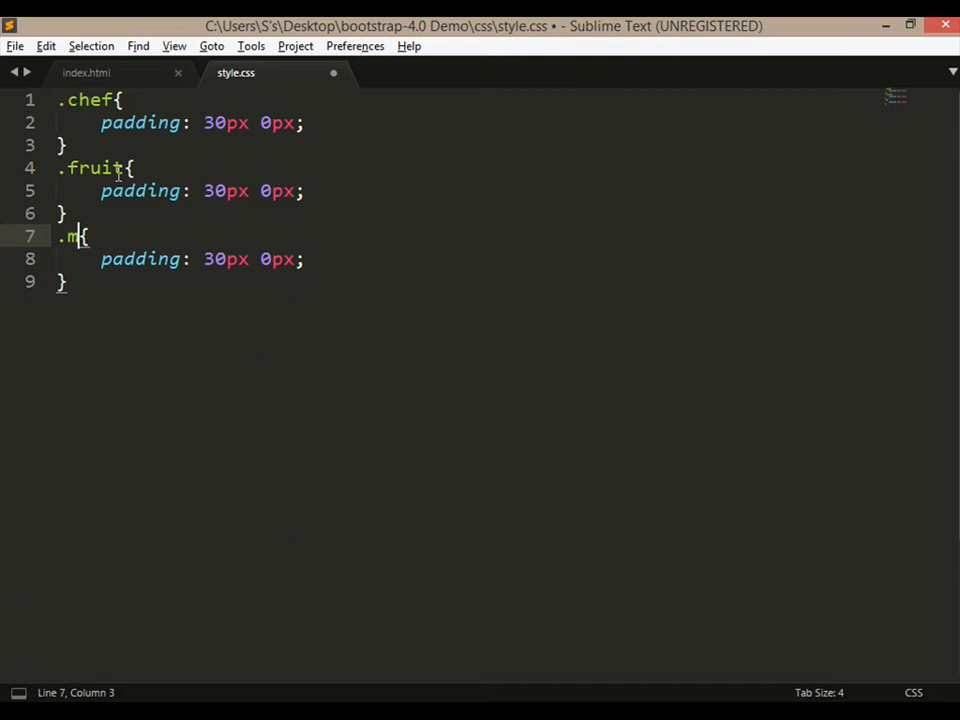 C:\Users\S's\Desktop\bootstrap-4.0 Demo\css\style.css • - Sublime Text (UNREGISTERED)
File Edit Selection Find View Goto Tools Project Preferences Help
index.html style.css
1 .chef{
2 padding: 30px 0px;
3 }
4 .fruit{
5 padding: 30px 0px;
6 }
7 .m{
8 padding: 30px 0px;
9 }
Line 7, Column 3 Tab Size: 4 CSS